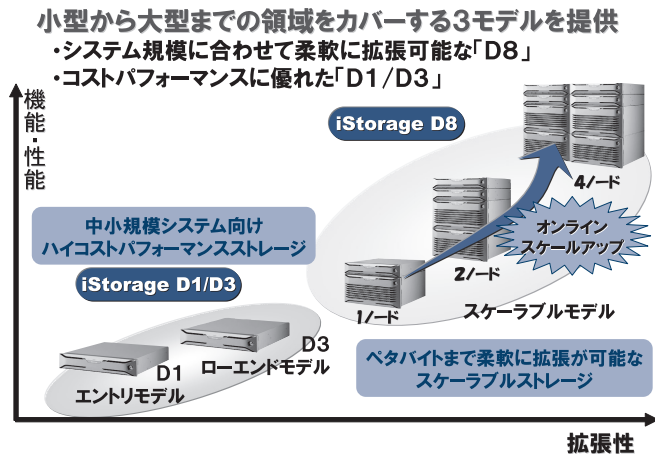 小型から大型までの領域をカバーする3モデルを提供
・システム規模に合わせて柔軟に拡張可能な「D8」
・コストパフォーマンスに優れた「D1/D3」
機能・性能
iStorage D8
4ノード
中小規模システム向け
ハイコストパフォーマンスストレージ
オンライン
スケールアップ
2ノード
iStorage D1/D3
1ノード
スケーラブルモデル
D3
ローエンドモデル
D1
エントリモデル
ペタバイトまで柔軟に拡張が可能な
スケーラブルストレージ
拡張性